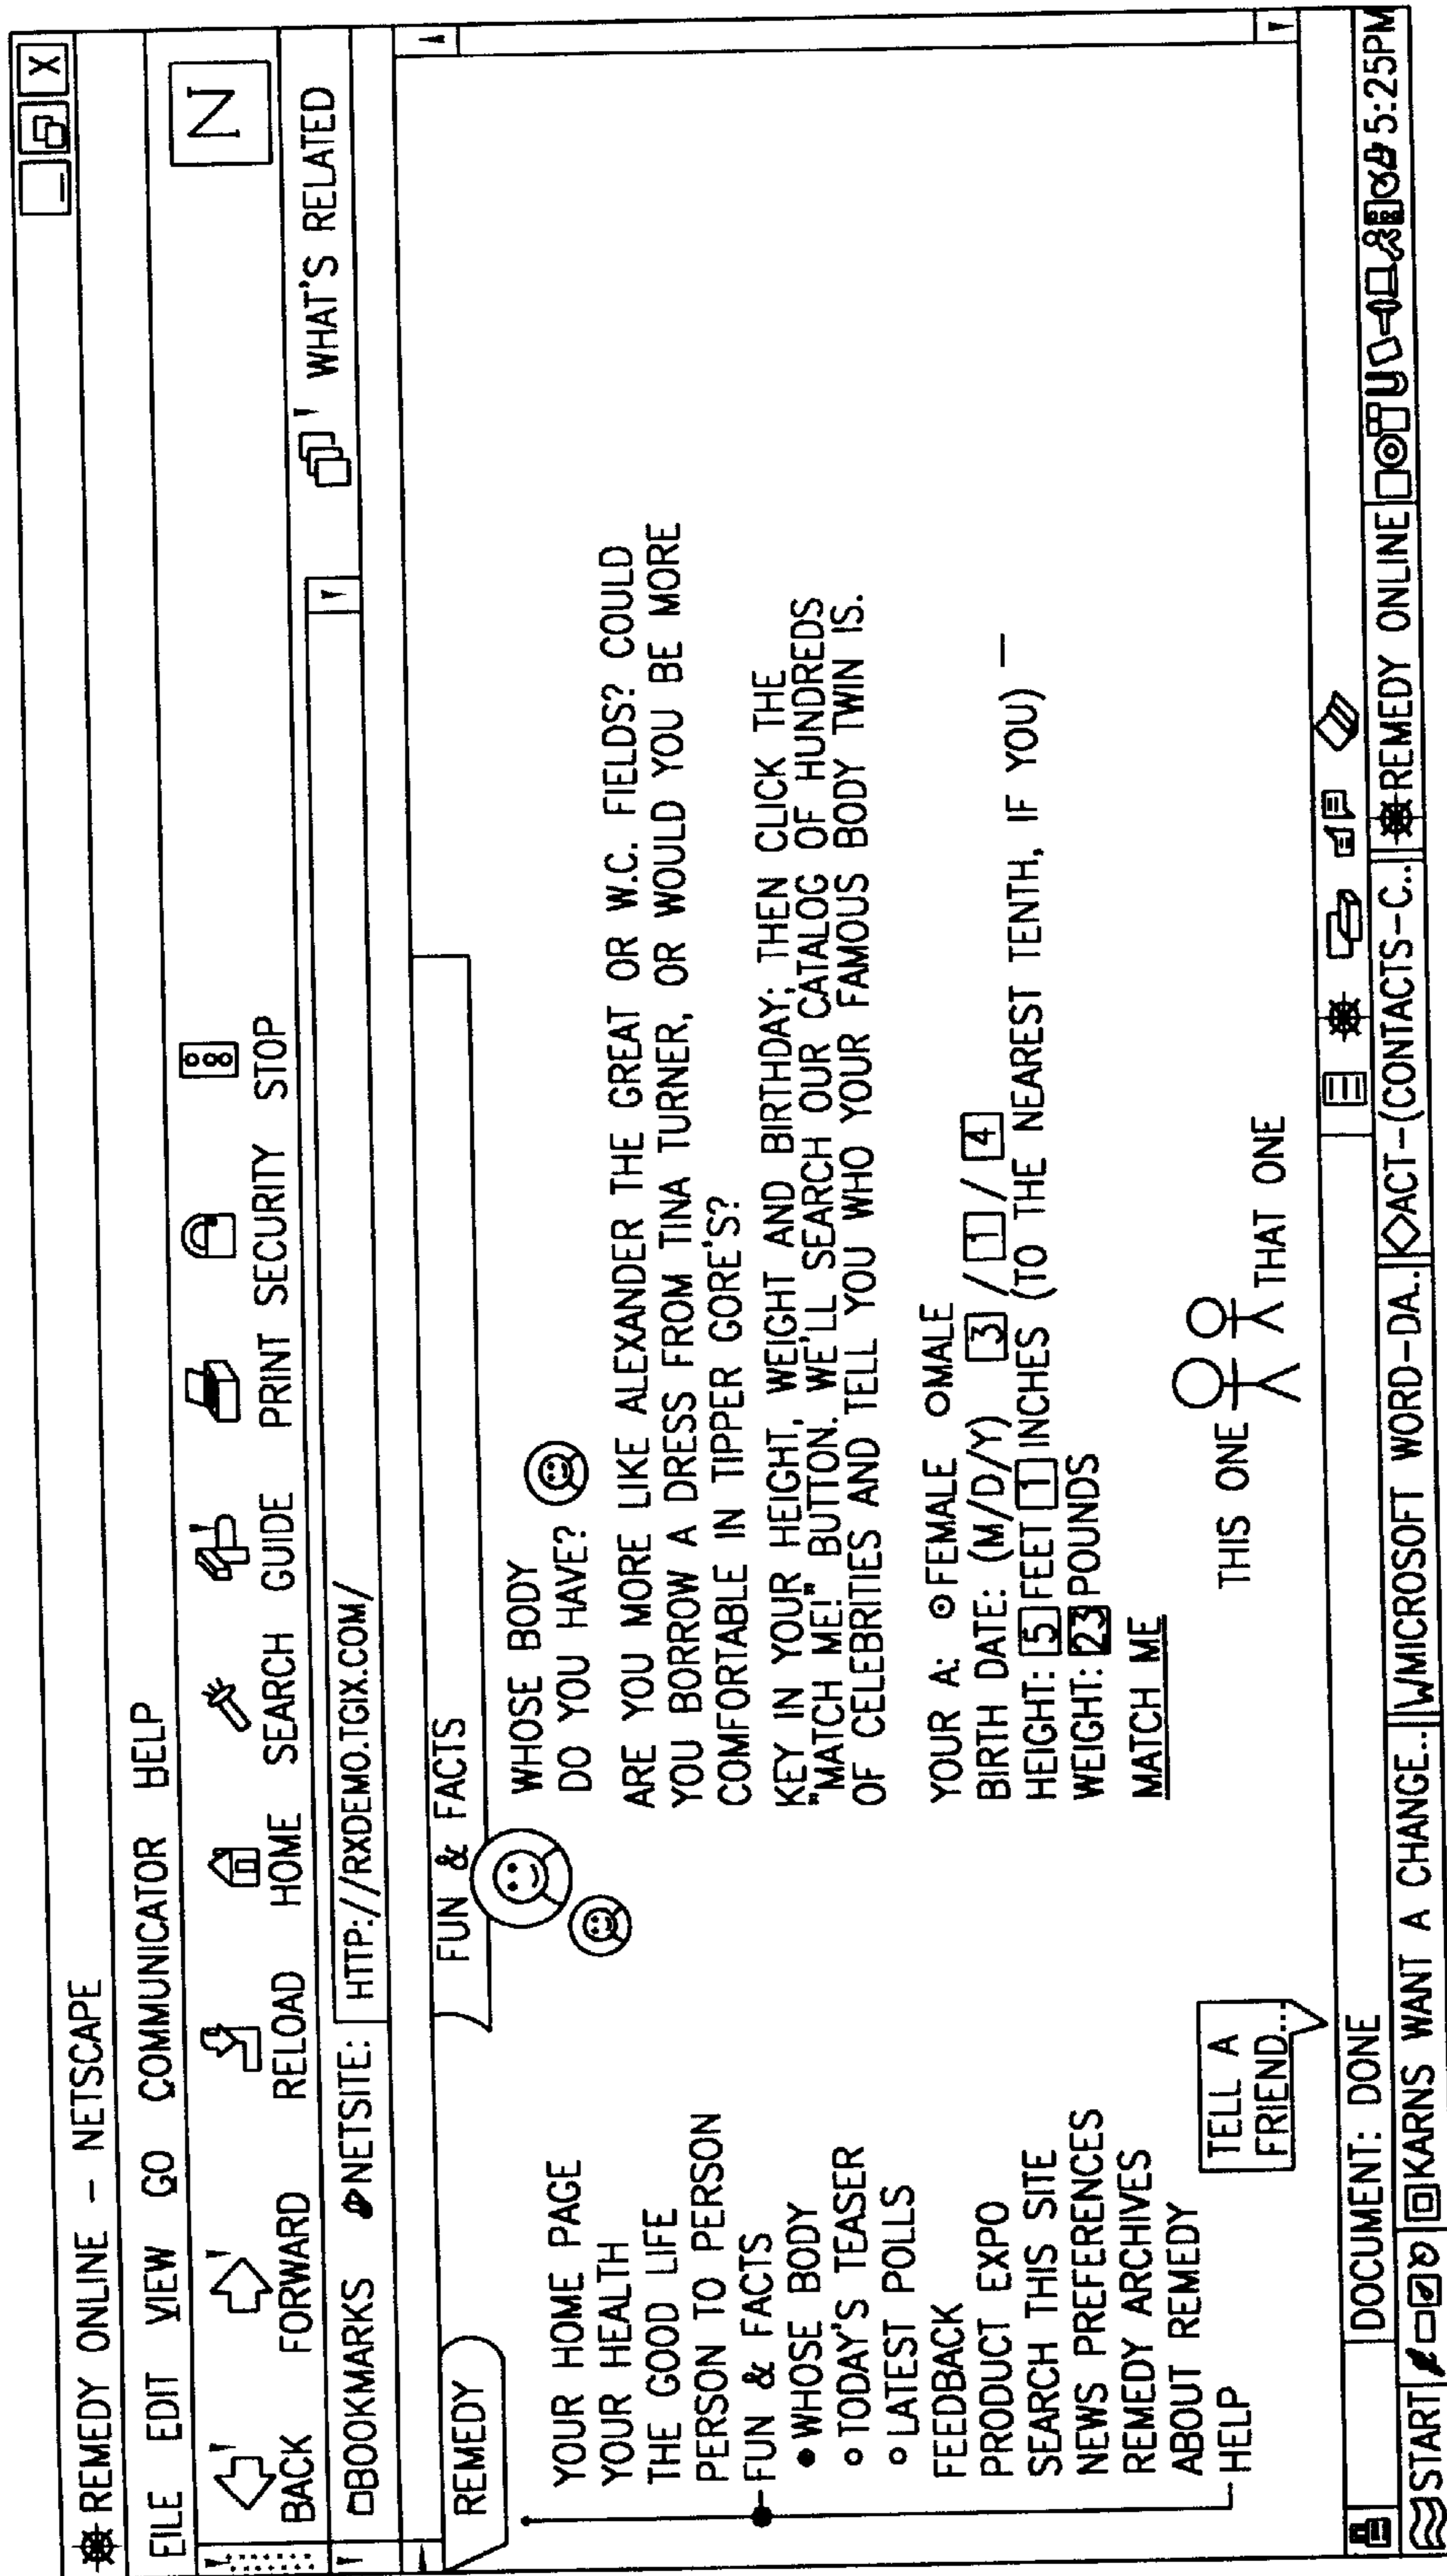 REMEDY ONLINE - NETSCAPE
X
FILE EDIT VIEW GO COMMUNICATOR HELP
BACK FORWARD RELOAD HOME SEARCH GUIDE PRINT SECURITY STOP
N
BOOKMARKS NETSITE: HTTP://RXDEMO.TGIX.COM/ WHAT'S RELATED
REMEDY
FUN & FACTS
YOUR HOME PAGE
YOUR HEALTH
THE GOOD LIFE
PERSON TO PERSON
FUN & FACTS
WHOSE BODY
TODAY'S TEASER
LATEST POLLS
FEEDBACK
PRODUCT EXPO
SEARCH THIS SITE
NEWS PREFERENCES
REMEDY ARCHIVES
ABOUT REMEDY
HELP
TELL A
FRIEND...
WHOSE BODY
DO YOU HAVE?
ARE YOU MORE LIKE ALEXANDER THE GREAT OR W.C. FIELDS? COULD
YOU BORROW A DRESS FROM TINA TURNER, OR WOULD YOU BE MORE
COMFORTABLE IN TIPPER GORE'S?
KEY IN YOUR HEIGHT, WEIGHT AND BIRTHDAY; THEN CLICK THE
"MATCH ME!" BUTTON. WE'LL SEARCH OUR CATALOG OF HUNDREDS
OF CELEBRITIES AND TELL YOU WHO YOUR FAMOUS BODY TWIN IS.
YOUR A: FEMALE MALE
BIRTH DATE: (M/D/Y) 3 / 1 / 4
HEIGHT: 5 FEET 1 INCHES (TO THE NEAREST TENTH, IF YOU) —
WEIGHT: 23 POUNDS
MATCH ME
THIS ONE THAT ONE
DOCUMENT: DONE
START KARNS WANT A CHANGE.. WMICROSOFT WORD-DA.. ACT-(CONTACTS-C.. REMEDY ONLINE 5:25PM